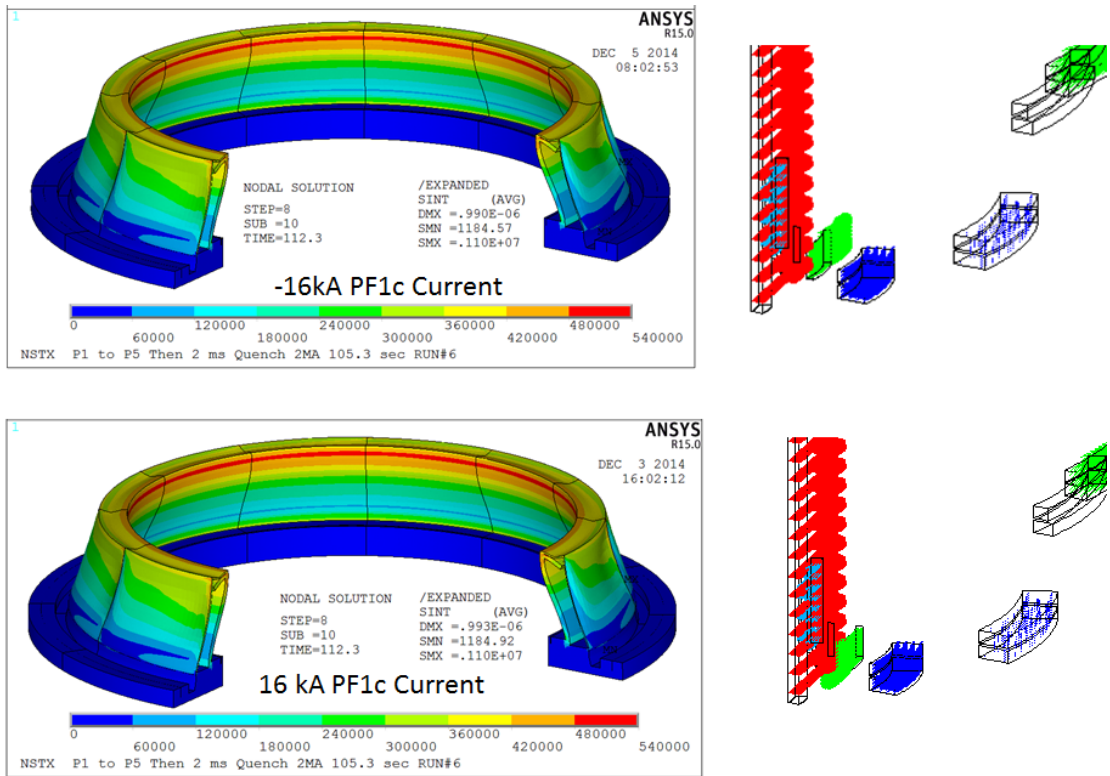 1
ANSYS
R15.0
DEC 5 2014
08:02:53
NODAL SOLUTION
STEP=8
SUB =10
TIME=112.3
/EXPANDED
SINT (AVG)
DMX =.990E-06
SMN =1184.57
SMX =.110E+07
-16kA PF1c Current
0 120000 240000 360000 480000
60000 180000 300000 420000 540000
NSTX P1 to P5 Then 2 ms Quench 2MA 105.3 sec RUN#6
1
ANSYS
R15.0
DEC 3 2014
16:02:12
NODAL SOLUTION
STEP=8
SUB =10
TIME=112.3
/EXPANDED
SINT (AVG)
DMX =.993E-06
SMN =1184.92
SMX =.110E+07
16 kA PF1c Current
0 120000 240000 360000 480000
60000 180000 300000 420000 540000
NSTX P1 to P5 Then 2 ms Quench 2MA 105.3 sec RUN#6